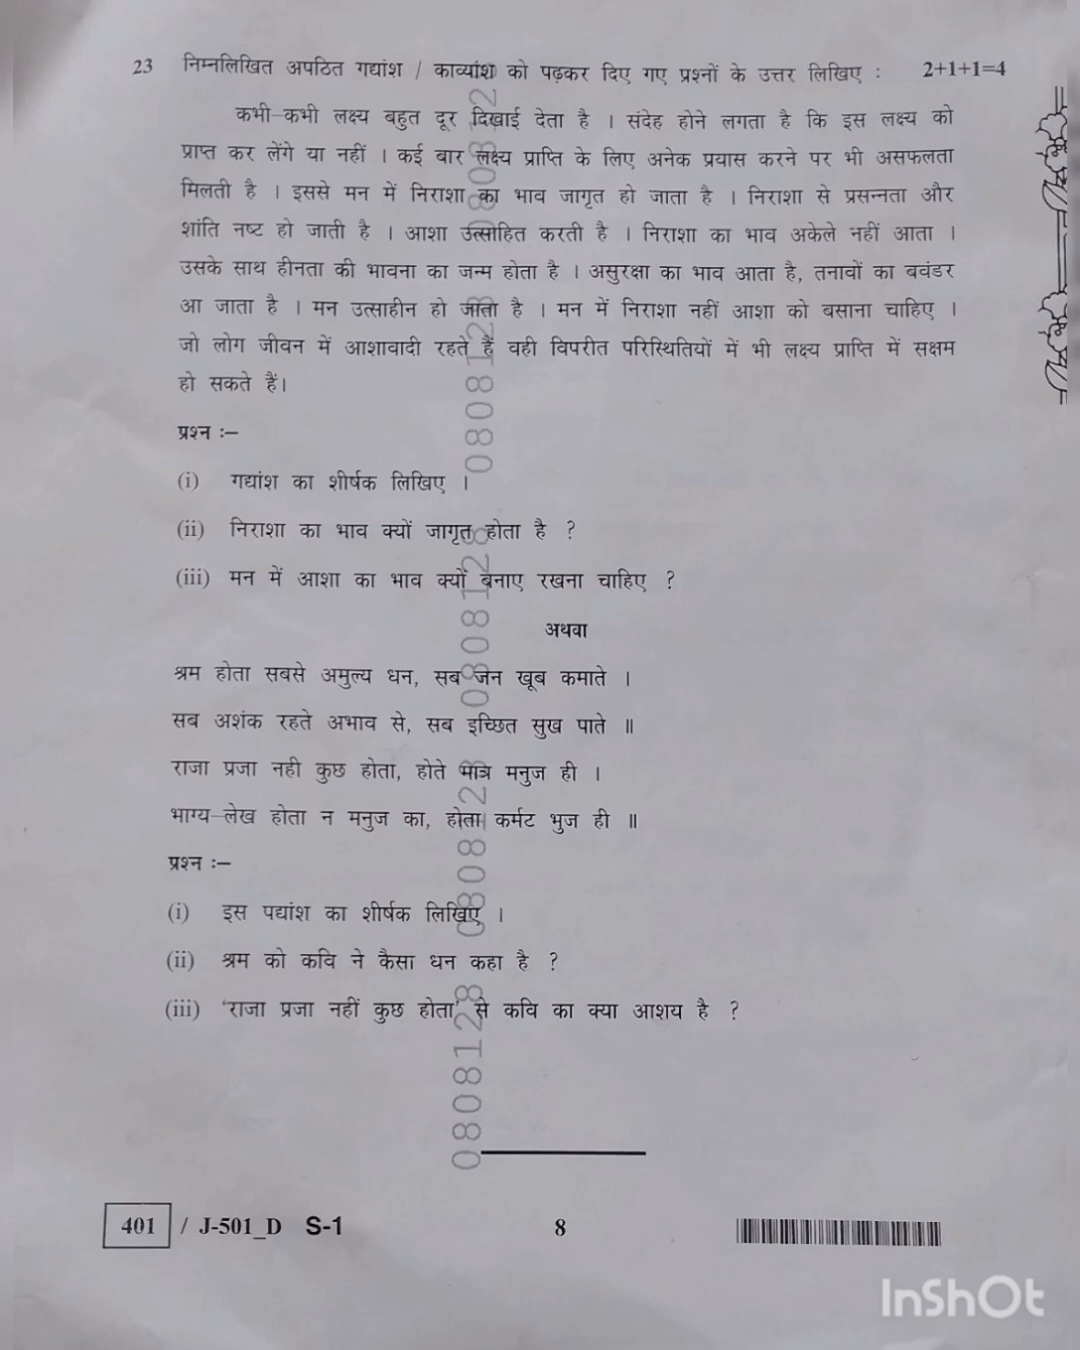 23 निम्नलिखित अपठित गद्यांश / काव्यांश को पढ़कर दिए गए प्रश्नों के उत्तर लिखिए : 2+1+1=4
कभी-कभी लक्ष्य बहुत दूर दिखाई देता है । संदेह होने लगता है कि इस लक्ष्य को
प्राप्त कर लेंगे या नहीं । कई बार लक्ष्य प्राप्ति के लिए अनेक प्रयास करने पर भी असफलता
मिलती है । इससे मन में निराशा का भाव जागृत हो जाता है । निराशा से प्रसन्नता और
शांति नष्ट हो जाती है । आशा उत्साहित करती है । निराशा का भाव अकेले नहीं आता ।
उसके साथ हीनता की भावना का जन्म होता है । असुरक्षा का भाव आता है, तनावों का बवंडर
आ जाता है । मन उत्साहीन हो जाता है । मन में निराशा नहीं आशा को बसाना चाहिए ।
जो लोग जीवन में आशावादी रहते हैं वही विपरीत परिस्थितियों में भी लक्ष्य प्राप्ति में सक्षम
हो सकते हैं।
प्रश्न :–
(i) गद्यांश का शीर्षक लिखिए ।
(ii) निराशा का भाव क्यों जागृत होता है ?
(iii) मन में आशा का भाव क्यों बनाए रखना चाहिए ?
अथवा
श्रम होता सबसे अमुल्य धन, सब जन खूब कमाते ।
सब अशंक रहते अभाव से, सब इच्छित सुख पाते ॥
राजा प्रजा नही कुछ होता, होते मात्र मनुज ही ।
भाग्य-लेख होता न मनुज का, होता कर्मट भुज ही ॥
प्रश्न :–
(i) इस पद्यांश का शीर्षक लिखिए ।
(ii) श्रम को कवि ने कैसा धन कहा है ?
(iii) 'राजा प्रजा नहीं कुछ होता' से कवि का क्या आशय है ?
0808128
401 / J-501_D S-1 8
InShOt